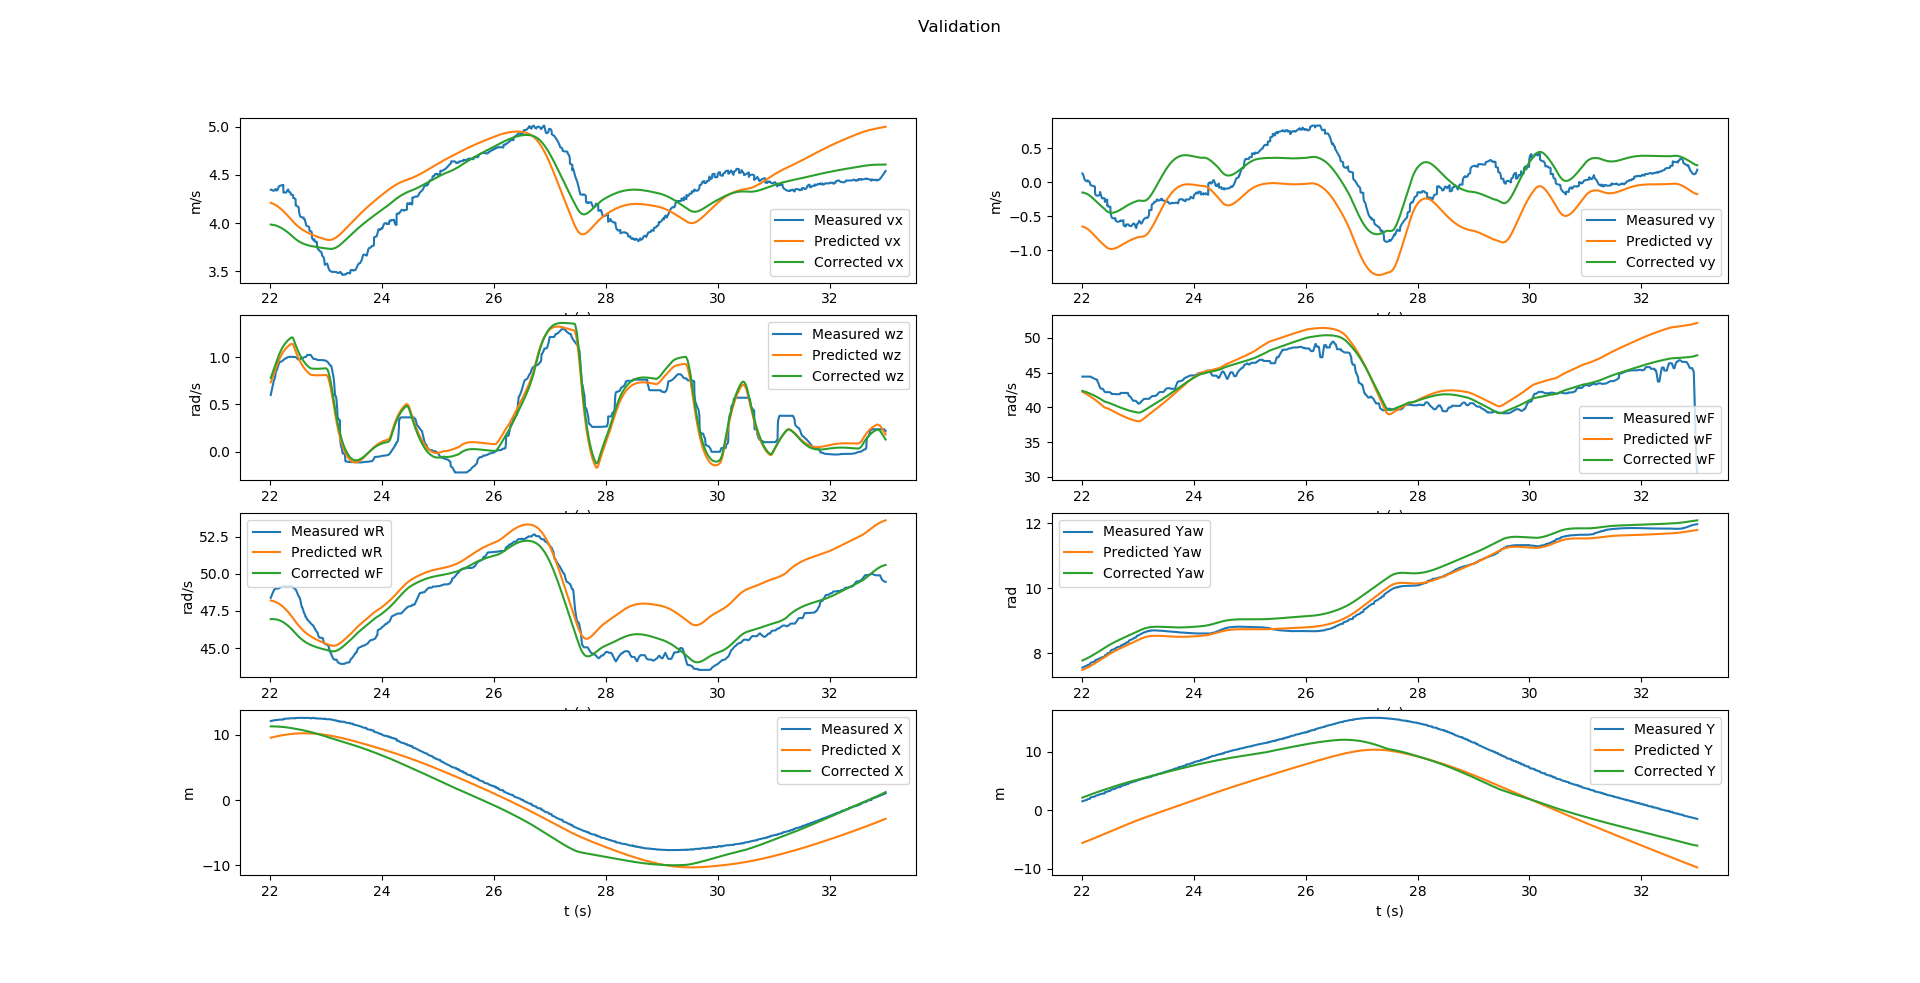 Validation
5.0
4.5
4.0
3.5
m/s
Measured vx
Predicted vx
Corrected vx
22 24 26 28 30 32
0.5
0.0
−0.5
−1.0
m/s
Measured vy
Predicted vy
Corrected vy
22 24 26 28 30 32
1.0
0.5
0.0
rad/s
Measured wz
Predicted wz
Corrected wz
22 24 26 28 30 32
50
45
40
35
30
rad/s
Measured wF
Predicted wF
Corrected wF
22 24 26 28 30 32
52.5
50.0
47.5
45.0
rad/s
Measured wR
Predicted wR
Corrected wF
22 24 26 28 30 32
12
10
8
rad
Measured Yaw
Predicted Yaw
Corrected Yaw
22 24 26 28 30 32
10
0
−10
m
Measured X
Predicted X
Corrected X
22 24 26 28 30 32
t (s)
10
0
−10
m
Measured Y
Predicted Y
Corrected Y
22 24 26 28 30 32
t (s)